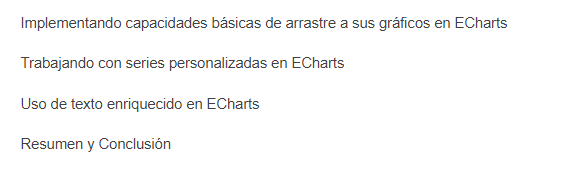 Implementando capacidades básicas de arrastre a sus gráficos en ECharts
Trabajando con series personalizadas en ECharts
Uso de texto enriquecido en ECharts
Resumen y Conclusión